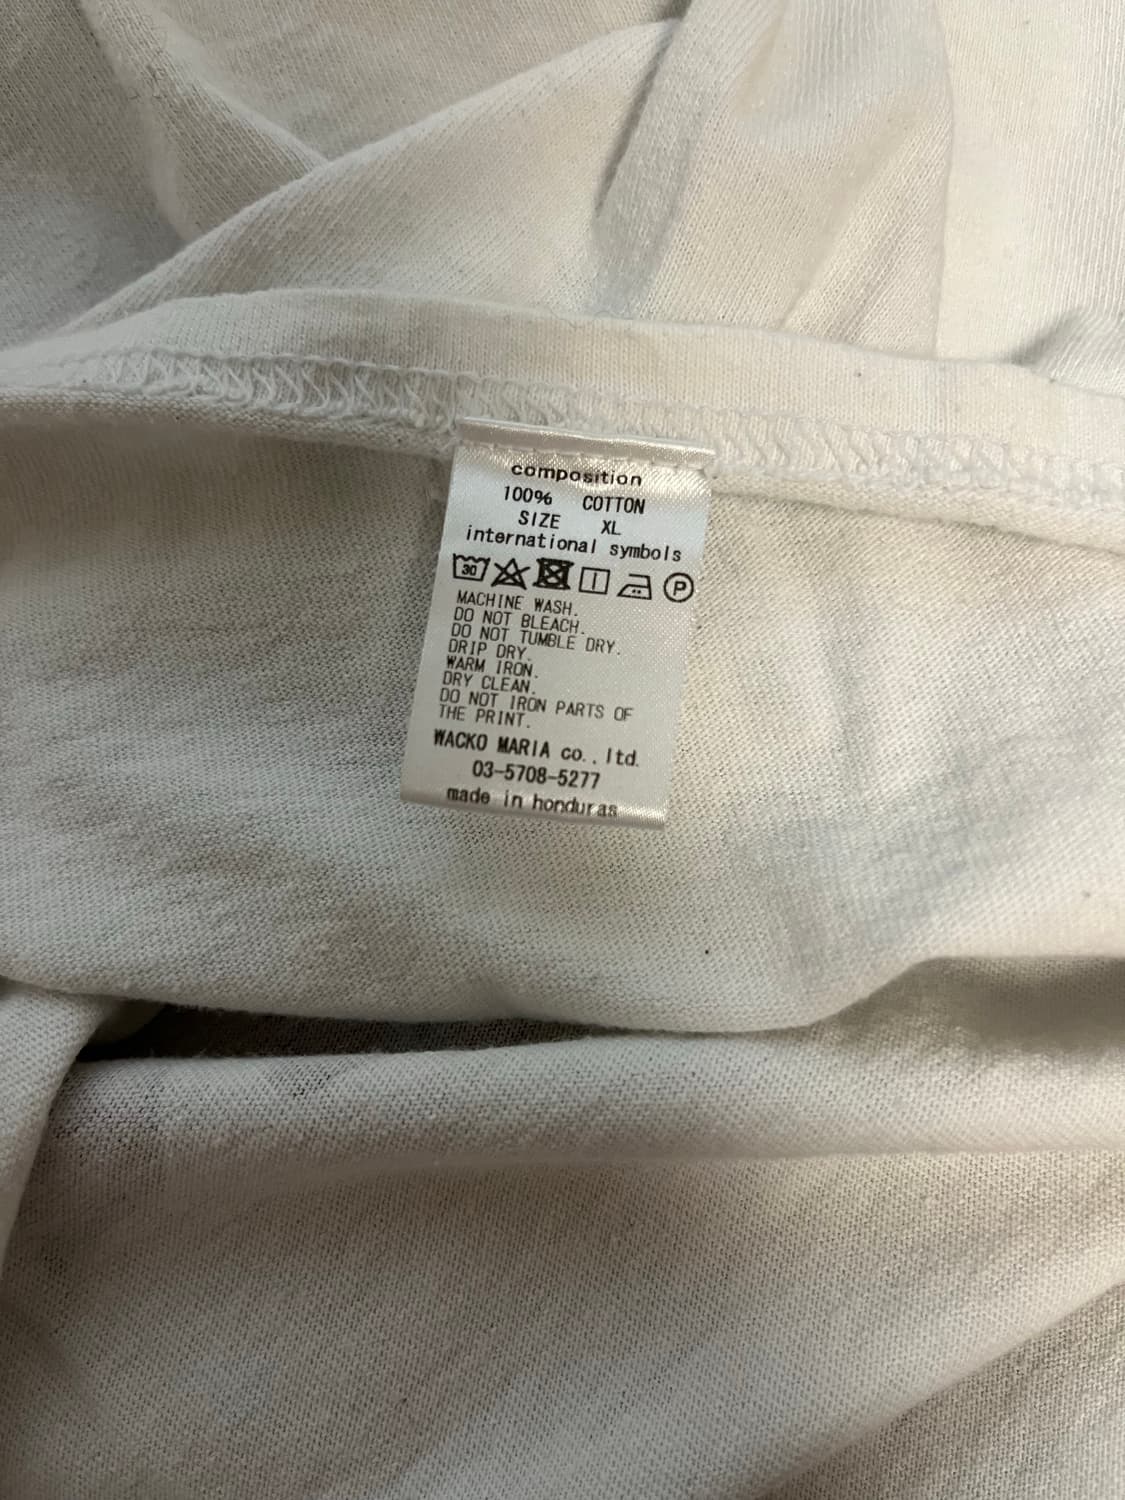 composition
100% COTTON
SIZE XL
international symbols
30 P
MACHINE WASH.
DO NOT BLEACH.
DO NOT TUMBLE DRY.
DRIP DRY.
WARM IRON.
DRY CLEAN.
DO NOT IRON PARTS OF
THE PRINT.
WACKO MARIA co.,ltd.
03-5708-5277
made in honduras